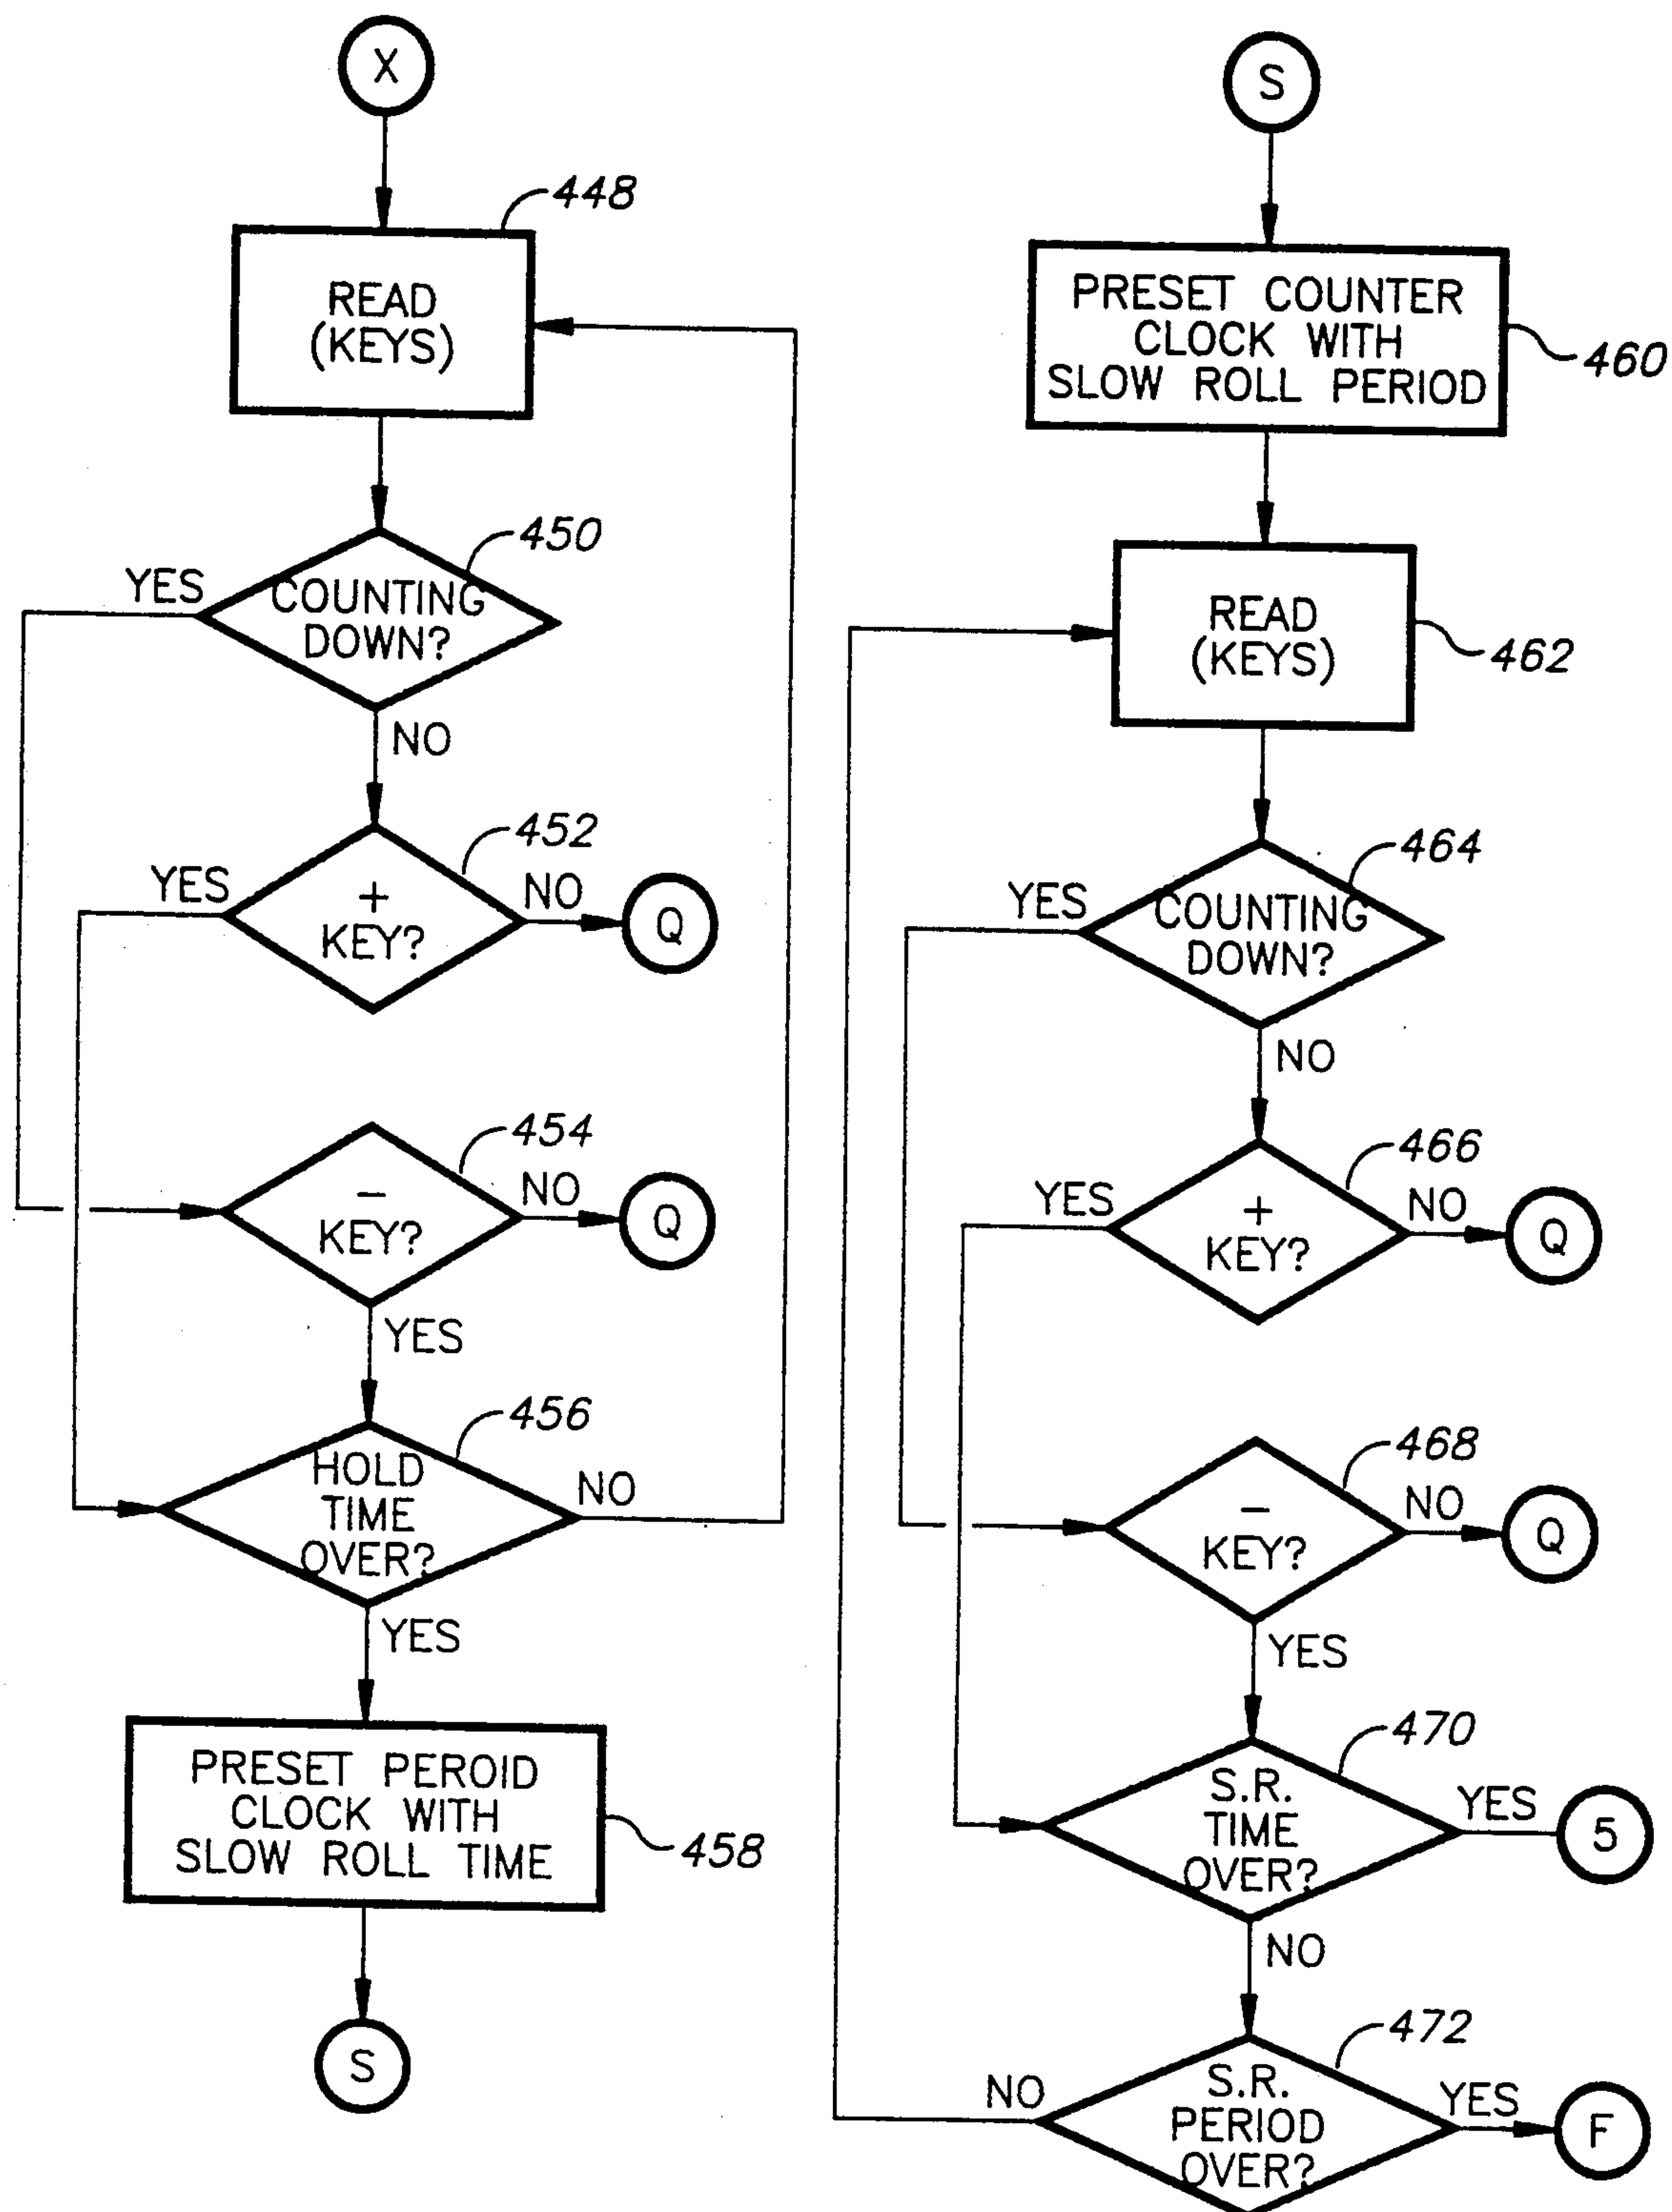 X
448
READ
(KEYS)
450
YES
COUNTING
DOWN?
NO
452
YES
+
KEY?
NO
Q
454
−
KEY?
NO
Q
YES
456
HOLD
TIME
OVER?
NO
YES
PRESET PEROID
CLOCK WITH
SLOW ROLL TIME
458
S
S
PRESET COUNTER
CLOCK WITH
SLOW ROLL PERIOD
460
READ
(KEYS)
462
464
YES
COUNTING
DOWN?
NO
466
YES
+
KEY?
NO
Q
468
−
KEY?
NO
Q
YES
470
S.R.
TIME
OVER?
YES
5
NO
472
NO
S.R.
PERIOD
OVER?
YES
F